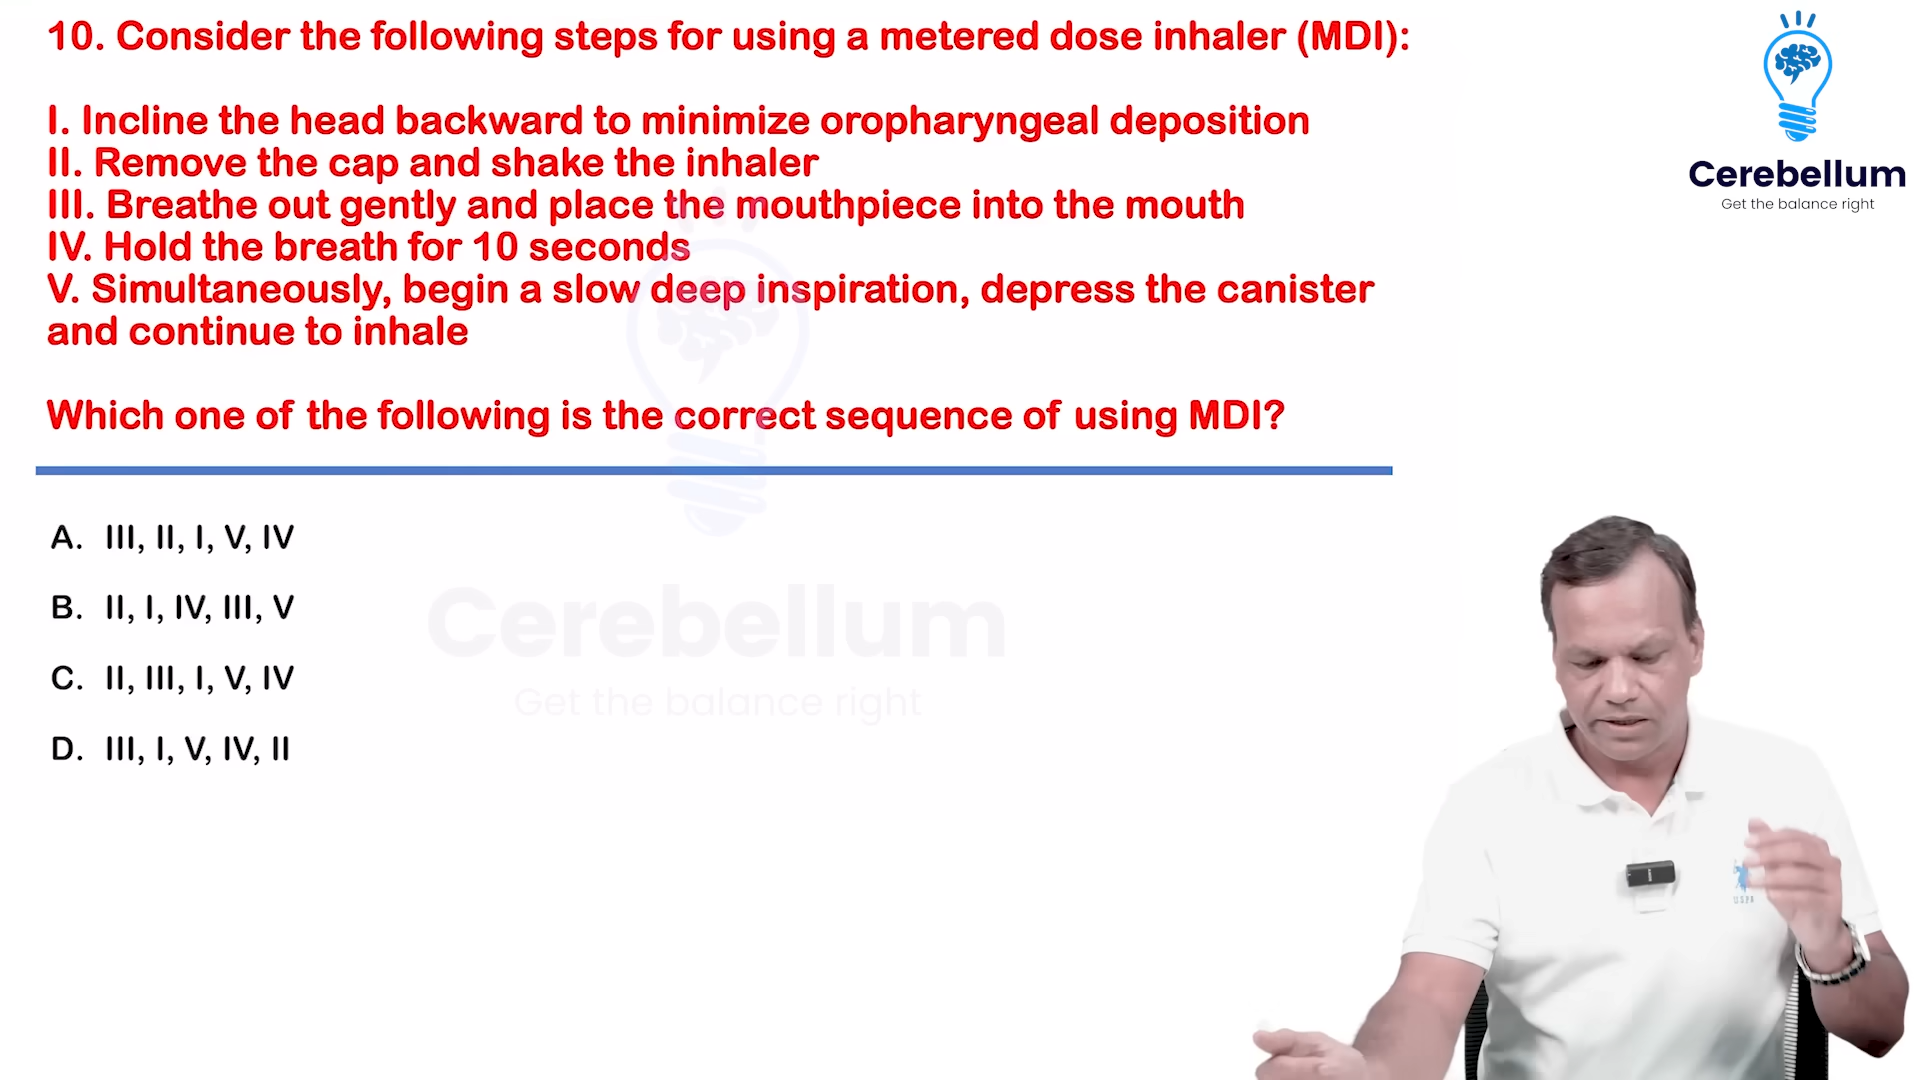 10. Consider the following steps for using a metered dose inhaler (MDI):
I. Incline the head backward to minimize oropharyngeal deposition
II. Remove the cap and shake the inhaler
III. Breathe out gently and place the mouthpiece into the mouth
IV. Hold the breath for 10 seconds
V. Simultaneously, begin a slow deep inspiration, depress the canister
and continue to inhale
Which one of the following is the correct sequence of using MDI?
A. III, II, I, V, IV
B. II, I, IV, III, V
C. II, III, I, V, IV
D. III, I, V, IV, II
Cerebellum
Get the balance right
Cerebellum
Get the balance right
USPA